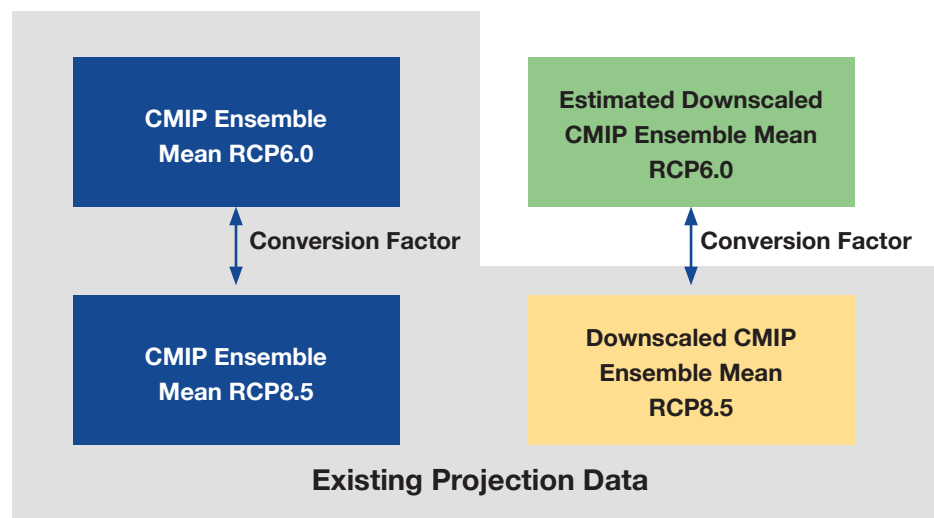 CMIP Ensemble
Mean RCP6.0
Estimated Downscaled
CMIP Ensemble Mean
RCP6.0
Conversion Factor
Conversion Factor
CMIP Ensemble
Mean RCP8.5
Downscaled CMIP
Ensemble Mean
RCP8.5
Existing Projection Data